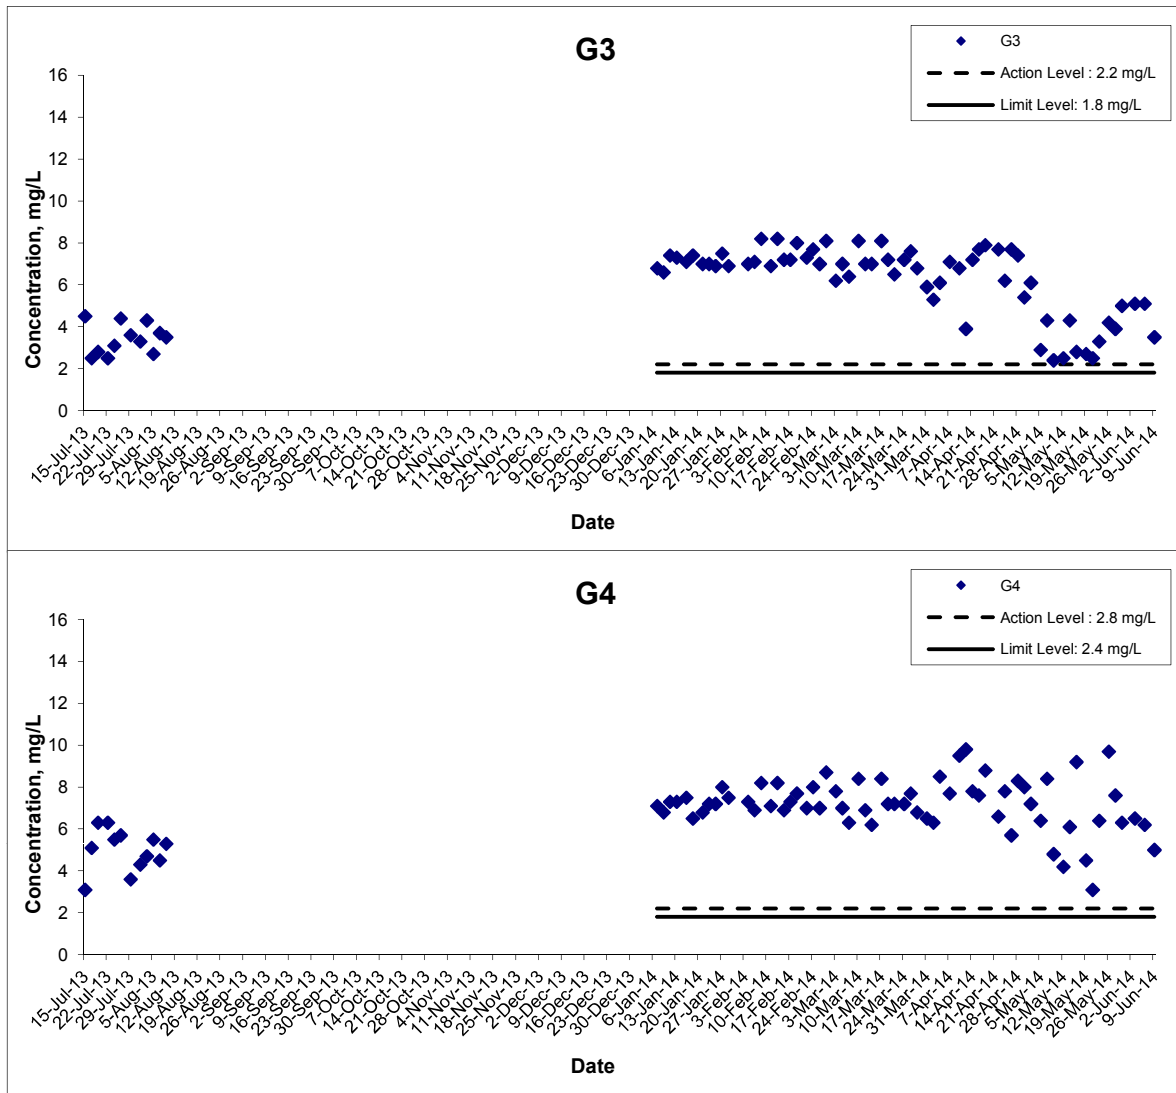 G3
G3
Action Level : 2.2 mg/L
Limit Level: 1.8 mg/L
Concentration, mg/L
16
14
12
10
8
6
4
2
0
15-Jul-13
22-Jul-13
29-Jul-13
5-Aug-13
12-Aug-13
19-Aug-13
26-Aug-13
2-Sep-13
9-Sep-13
16-Sep-13
23-Sep-13
30-Sep-13
7-Oct-13
14-Oct-13
21-Oct-13
28-Oct-13
4-Nov-13
11-Nov-13
18-Nov-13
25-Nov-13
2-Dec-13
9-Dec-13
16-Dec-13
23-Dec-13
30-Dec-13
6-Jan-14
13-Jan-14
20-Jan-14
27-Jan-14
3-Feb-14
10-Feb-14
17-Feb-14
24-Feb-14
3-Mar-14
10-Mar-14
17-Mar-14
24-Mar-14
31-Mar-14
7-Apr-14
14-Apr-14
21-Apr-14
28-Apr-14
5-May-14
12-May-14
19-May-14
26-May-14
2-Jun-14
9-Jun-14
Date
G4
G4
Action Level : 2.8 mg/L
Limit Level: 2.4 mg/L
Concentration, mg/L
16
14
12
10
8
6
4
2
0
15-Jul-13
22-Jul-13
29-Jul-13
5-Aug-13
12-Aug-13
19-Aug-13
26-Aug-13
2-Sep-13
9-Sep-13
16-Sep-13
23-Sep-13
30-Sep-13
7-Oct-13
14-Oct-13
21-Oct-13
28-Oct-13
4-Nov-13
11-Nov-13
18-Nov-13
25-Nov-13
2-Dec-13
9-Dec-13
16-Dec-13
23-Dec-13
30-Dec-13
6-Jan-14
13-Jan-14
20-Jan-14
27-Jan-14
3-Feb-14
10-Feb-14
17-Feb-14
24-Feb-14
3-Mar-14
10-Mar-14
17-Mar-14
24-Mar-14
31-Mar-14
7-Apr-14
14-Apr-14
21-Apr-14
28-Apr-14
5-May-14
12-May-14
19-May-14
26-May-14
2-Jun-14
9-Jun-14
Date